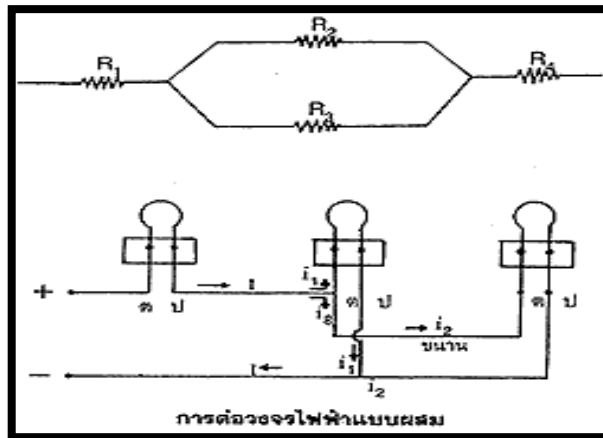 R2
R1
R4
R3
+ ต ป I i1 ต ป i2 ต ป
i2
ขนาน
i1
− I i2
การต่อวงจรไฟฟ้าแบบผสม